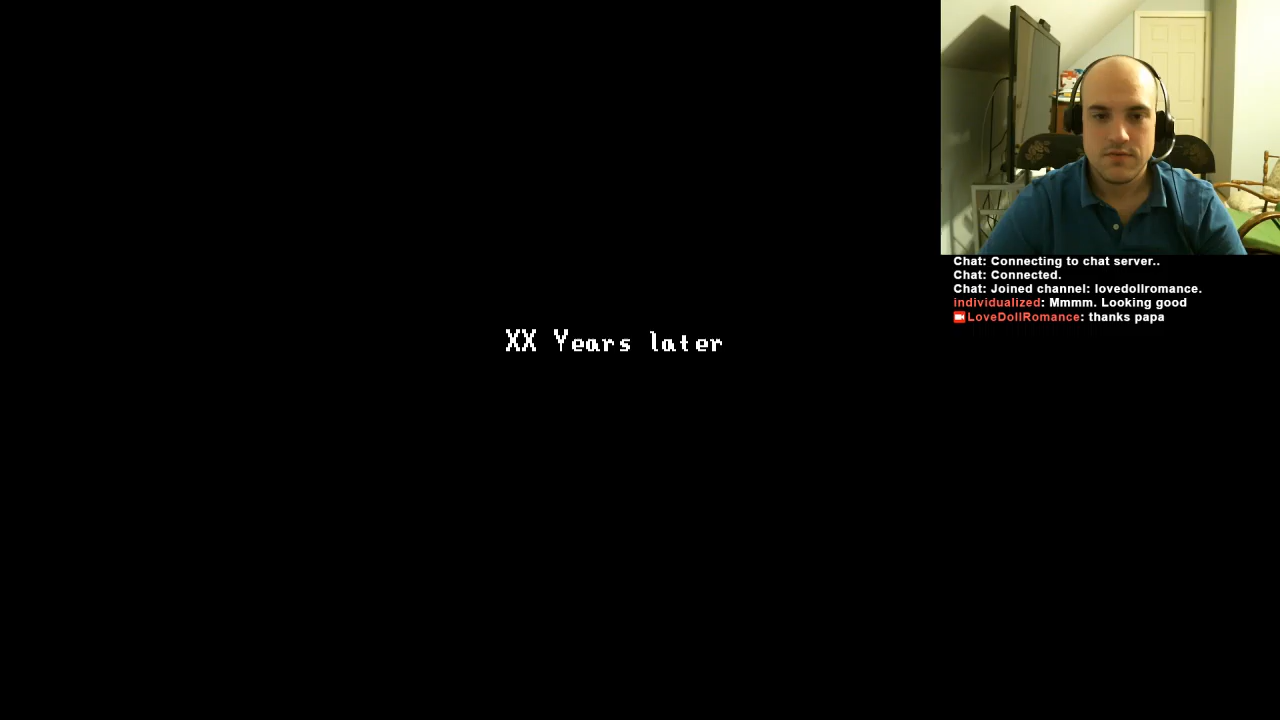 XX Years later
Chat: Connecting to chat server..
Chat: Connected.
Chat: Joined channel: lovedollromance.
individualized: Mmmm. Looking good
LoveDollRomance: thanks papa